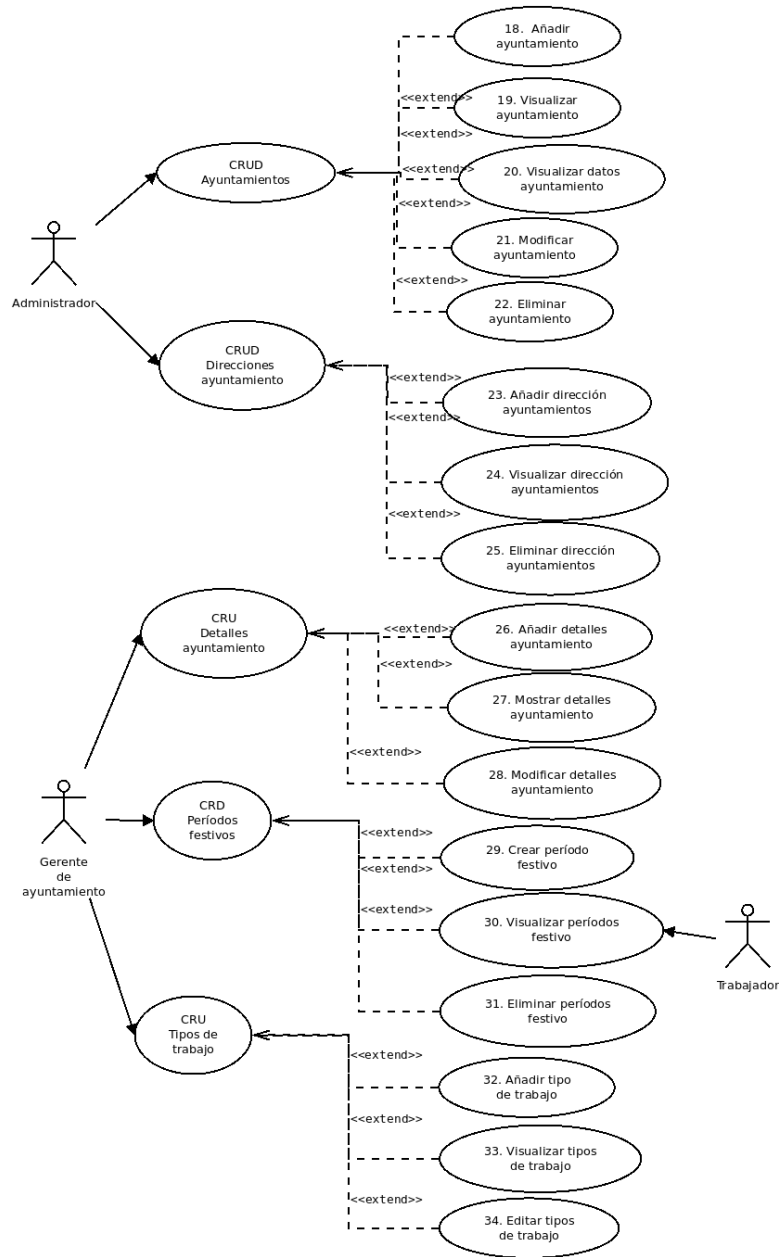 18. Añadir
ayuntamiento
<<extend>>
19. Visualizar
ayuntamiento
<<extend>>
CRUD
Ayuntamientos
<<extend>>
20. Visualizar datos
ayuntamiento
<<extend>>
21. Modificar
ayuntamiento
<<extend>>
22. Eliminar
ayuntamiento
Administrador
CRUD
Direcciones
ayuntamiento
<<extend>>
23. Añadir dirección
ayuntamientos
<<extend>>
24. Visualizar dirección
ayuntamientos
<<extend>>
25. Eliminar dirección
ayuntamientos
CRU
Detalles
ayuntamiento
<<extend>>
26. Añadir detalles
ayuntamiento
<<extend>>
27. Mostrar detalles
ayuntamiento
<<extend>>
28. Modificar detalles
ayuntamiento
Gerente
de
ayuntamiento
CRD
Períodos
festivos
<<extend>>
29. Crear período
festivo
<<extend>>
<<extend>>
30. Visualizar períodos
festivo
Trabajador
31. Eliminar períodos
festivo
CRU
Tipos de
trabajo
<<extend>>
32. Añadir tipo
de trabajo
<<extend>>
33. Visualizar tipos
de trabajo
<<extend>>
34. Editar tipos
de trabajo